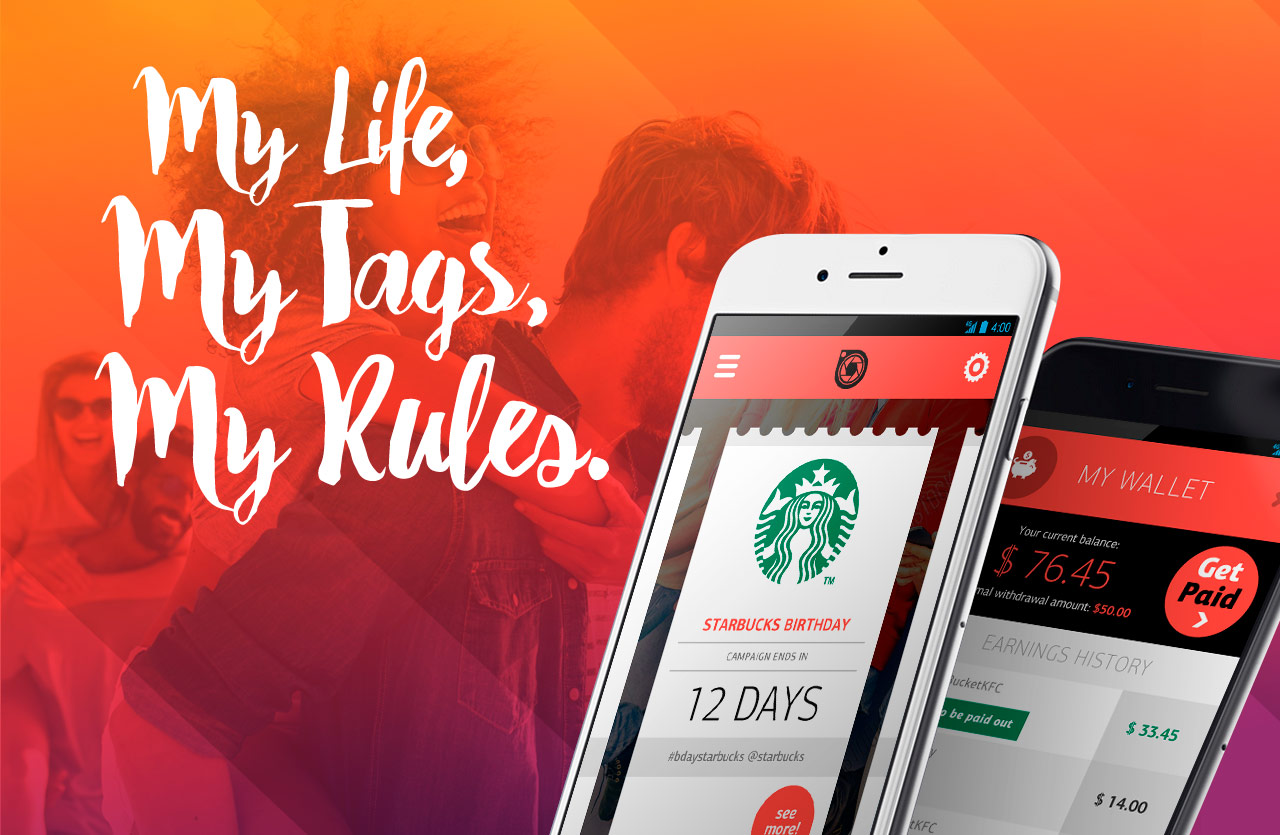 My Life,
My Tags,
My Rules.
4:00
TM
STARBUCKS BIRTHDAY
CAMPAIGN ENDS IN
12 DAYS
#bdaystarbucks @starbucks
see
more!
MY WALLET
Your current balance:
$ 76.45
withdrawal amount: $50.00
Get
Paid
EARNINGS HISTORY
BucketKFC
be paid out
$ 33.45
$ 14.00
KFC